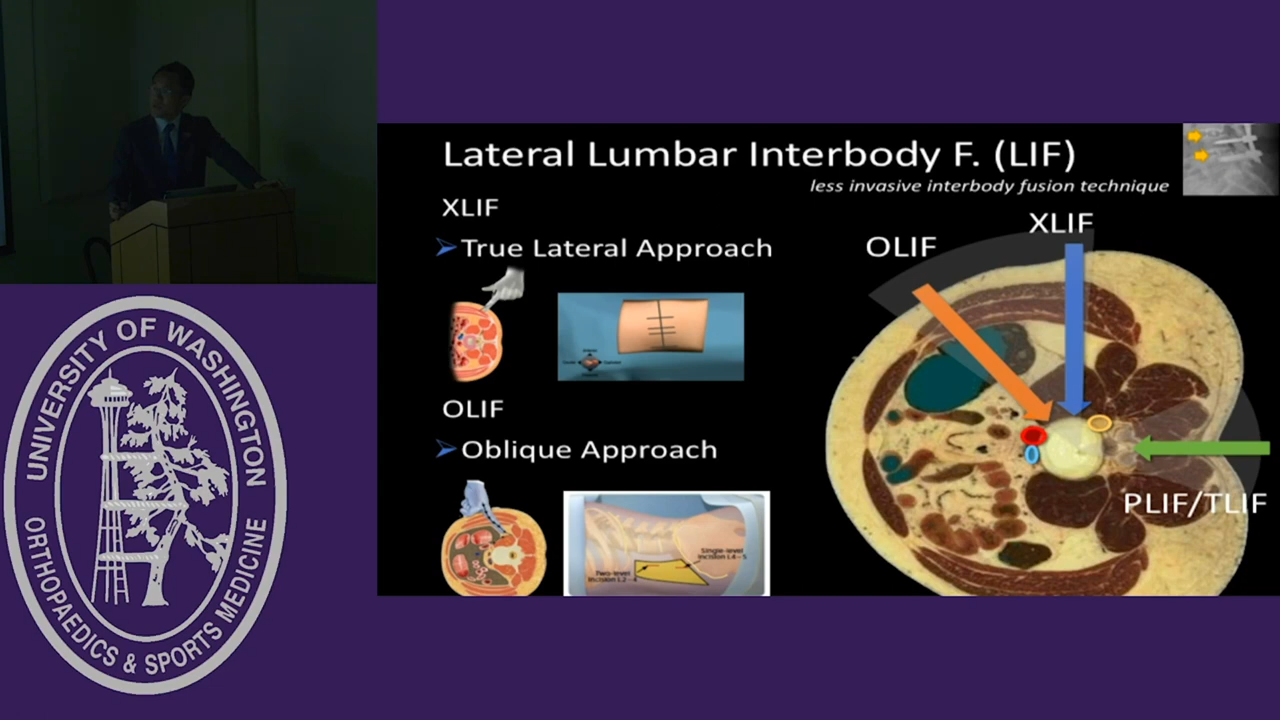 Lateral Lumbar Interbody F. (LIF)
less invasive interbody fusion technique
XLIF
➢True Lateral Approach
OLIF
➢Oblique Approach
Two-level
incision L2 - 4
Single-level
incision L4 - 5
OLIF
XLIF
PLIF/TLIF
UNIVERSITY OF WASHINGTON
ORTHOPAEDICS & SPORTS MEDICINE